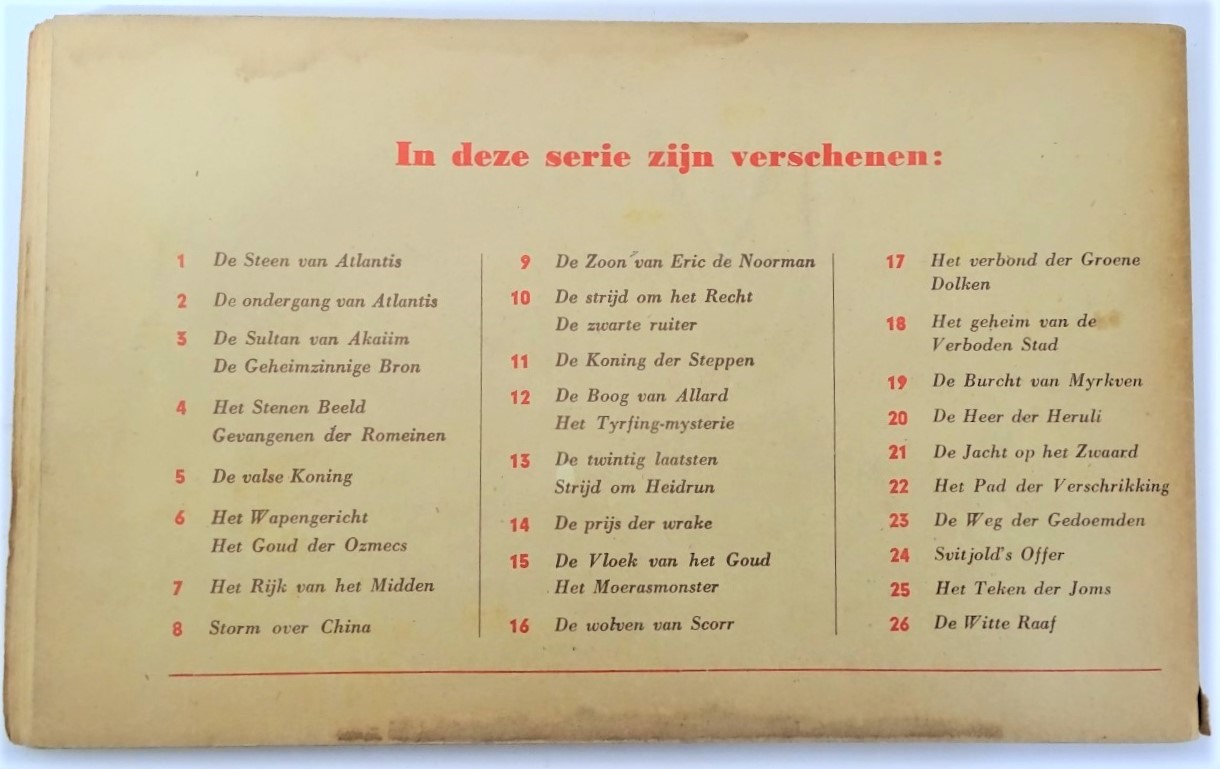 In deze serie zijn verschenen:
1 De Steen van Atlantis
2 De ondergang van Atlantis
3 De Sultan van Akaiim
De Geheimzinnige Bron
4 Het Stenen Beeld
Gevangenen der Romeinen
5 De valse Koning
6 Het Wapengericht
Het Goud der Ozmecs
7 Het Rijk van het Midden
8 Storm over China
9 De Zoon van Eric de Noorman
10 De strijd om het Recht
De zwarte ruiter
11 De Koning der Steppen
12 De Boog van Allard
Het Tyrfing-mysterie
13 De twintig laatsten
Strijd om Heidrun
14 De prijs der wrake
15 De Vloek van het Goud
Het Moerasmonster
16 De wolven van Scorr
17 Het verbond der Groene
Dolken
18 Het geheim van de
Verboden Stad
19 De Burcht van Myrkven
20 De Heer der Heruli
21 De Jacht op het Zwaard
22 Het Pad der Verschrikking
23 De Weg der Gedoemden
24 Svitjold's Offer
25 Het Teken der Joms
26 De Witte Raaf